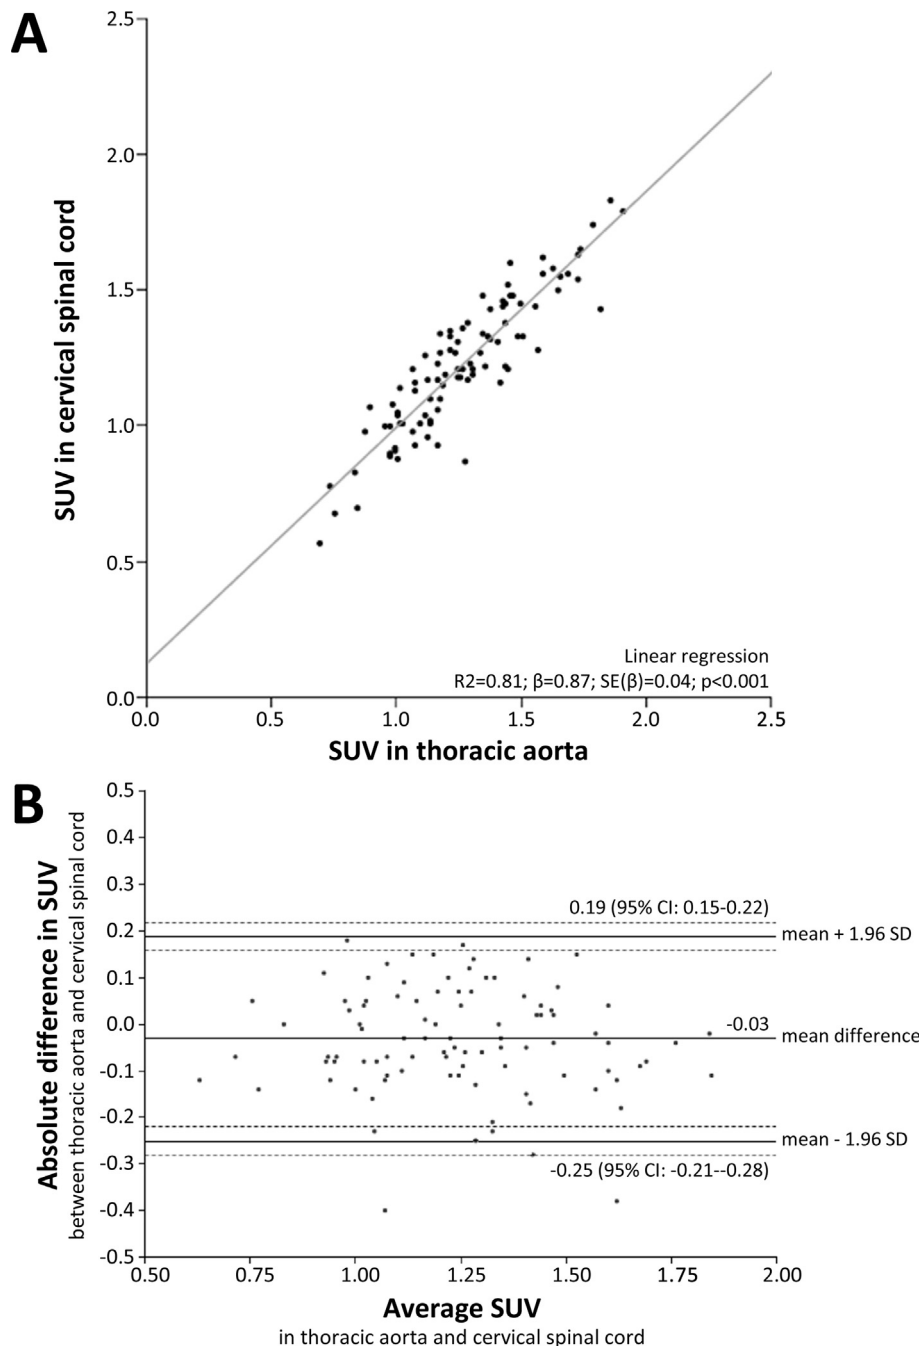 A
SUV in cervical spinal cord
2.5
2.0
1.5
1.0
0.5
0.0
Linear regression
R2=0.81; β=0.87; SE(β)=0.04; p<0.001
0.0 0.5 1.0 1.5 2.0 2.5
SUV in thoracic aorta
B
Absolute difference in SUV
between thoracic aorta and cervical spinal cord
0.5
0.4
0.3
0.2
0.1
0.0
-0.1
-0.2
-0.3
-0.4
-0.5
0.19 (95% CI: 0.15-0.22)
mean + 1.96 SD
-0.03
mean difference
mean - 1.96 SD
-0.25 (95% CI: -0.21--0.28)
0.50 0.75 1.00 1.25 1.50 1.75 2.00
Average SUV
in thoracic aorta and cervical spinal cord